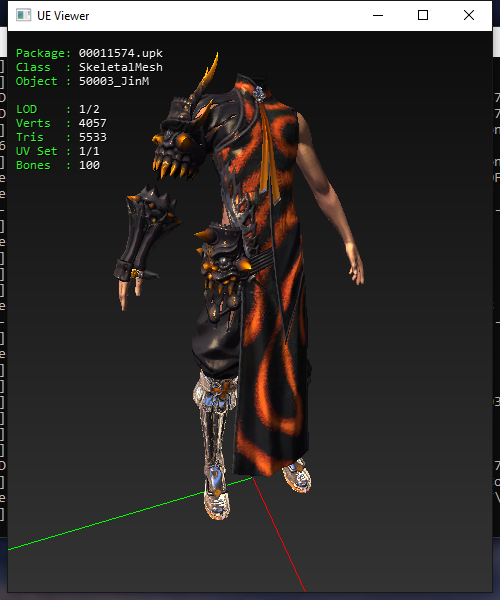 UE Viewer
Package: 00011574.upk
Class : SkeletalMesh
Object : 50003_JinM
LOD : 1/2
Verts : 4057
Tris : 5533
UV Set : 1/1
Bones : 100